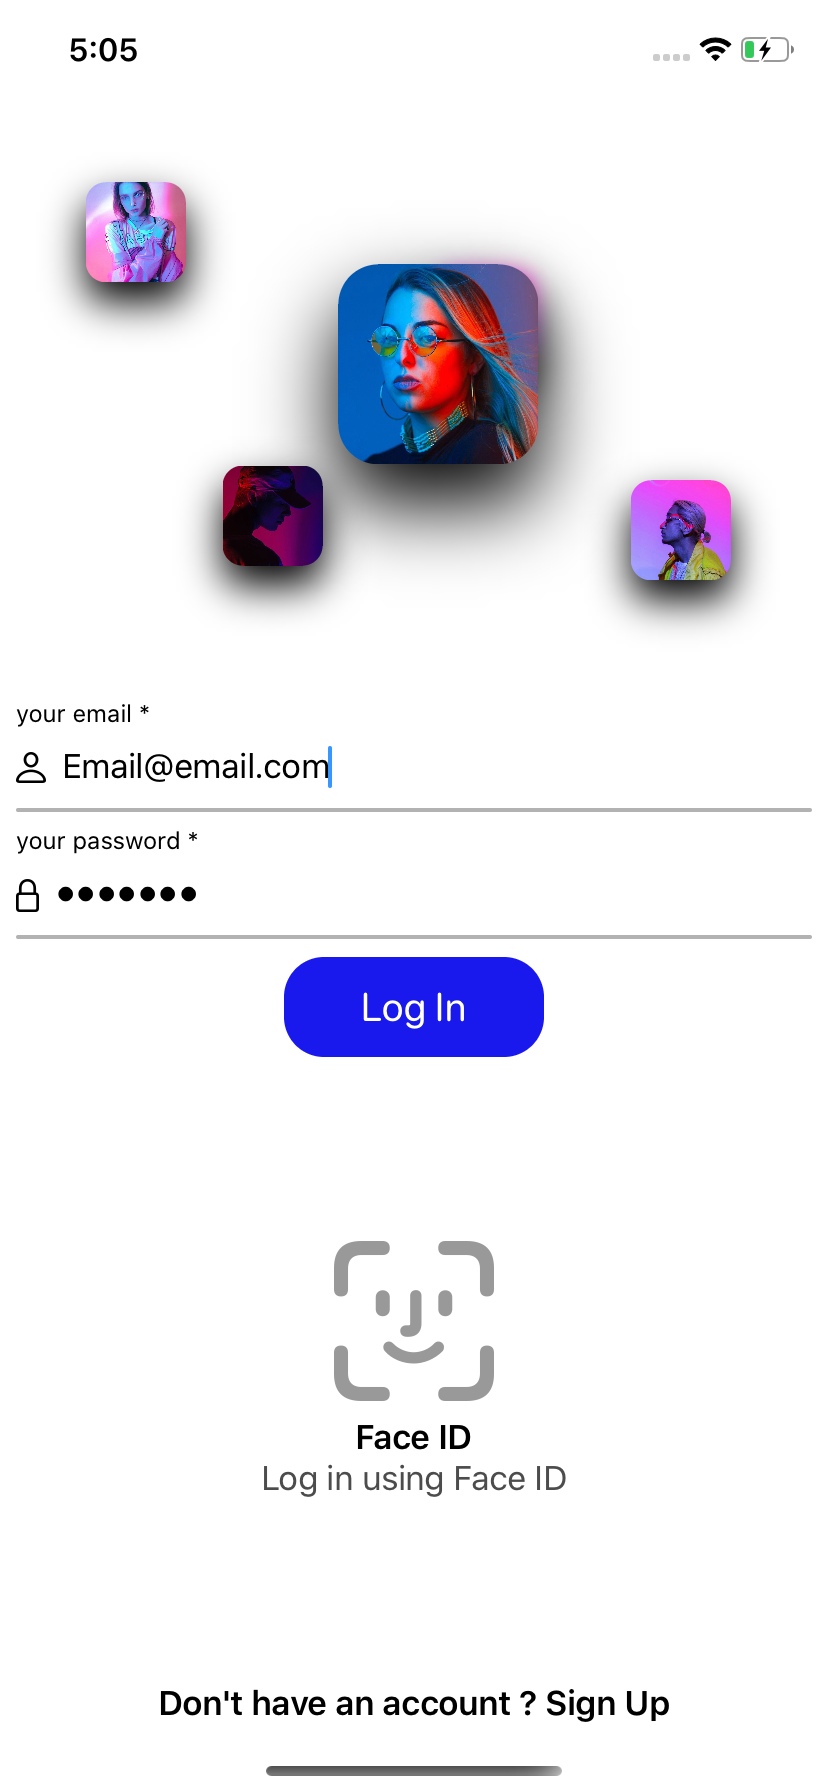 5:05
your email *
Email@email.com
your password *
•••••••
Log In
Face ID
Log in using Face ID
Don't have an account ? Sign Up